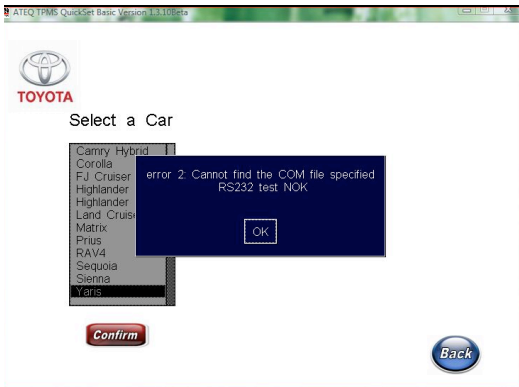 ATEQ TPMS QuickSet Basic Version 1.3.10Beta
TOYOTA
Select a Car
Camry Hybrid
Corolla
FJ Cruiser
Highlander
Highlander
Land Cruise
Matrix
Prius
RAV4
Sequoia
Sienna
Yaris
error 2: Cannot find the COM file specified
RS232 test NOK
OK
Confirm
Back